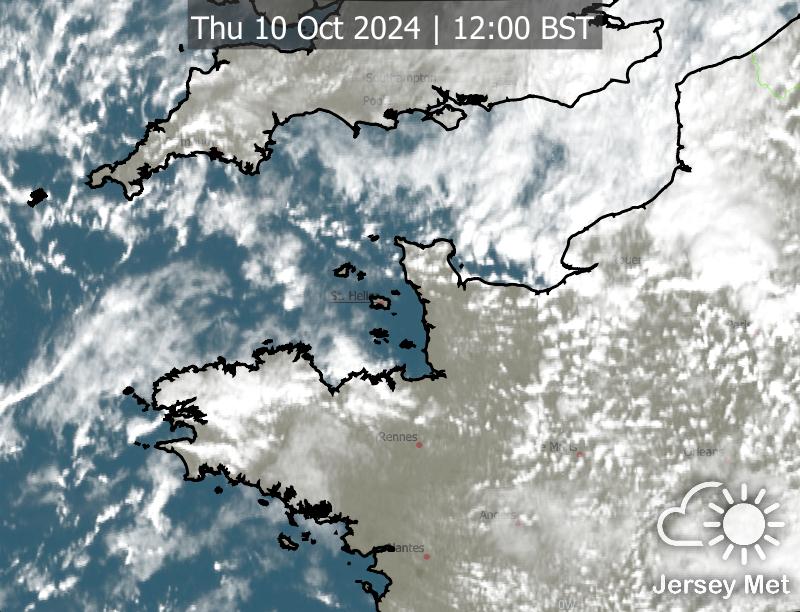 Thu 10 Oct 2024 | 12:00 BST
Southampton
St. Helier
Rennes
Orleans
Angers
Nantes
Jersey Met